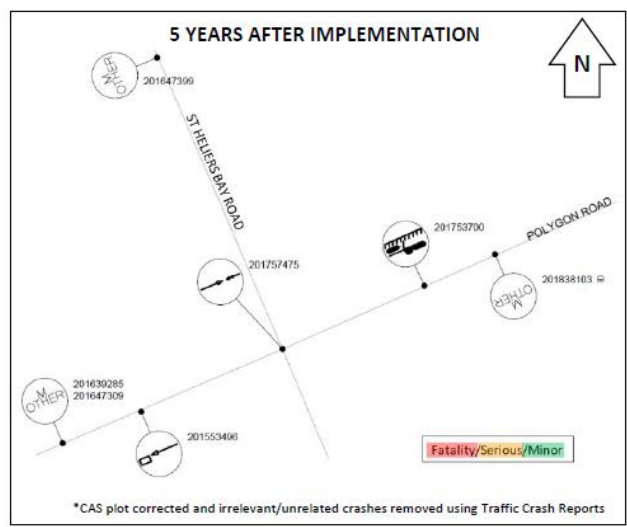 5 YEARS AFTER IMPLEMENTATION
N
M
OTHER
201647399
ST HELIERS BAY ROAD
POLYGON ROAD
201753700
201757475
M
OTHER
201838103
M
OTHER
201639285
201647309
201553496
Fatality/Serious/Minor
*CAS plot corrected and irrelevant/unrelated crashes removed using Traffic Crash Reports